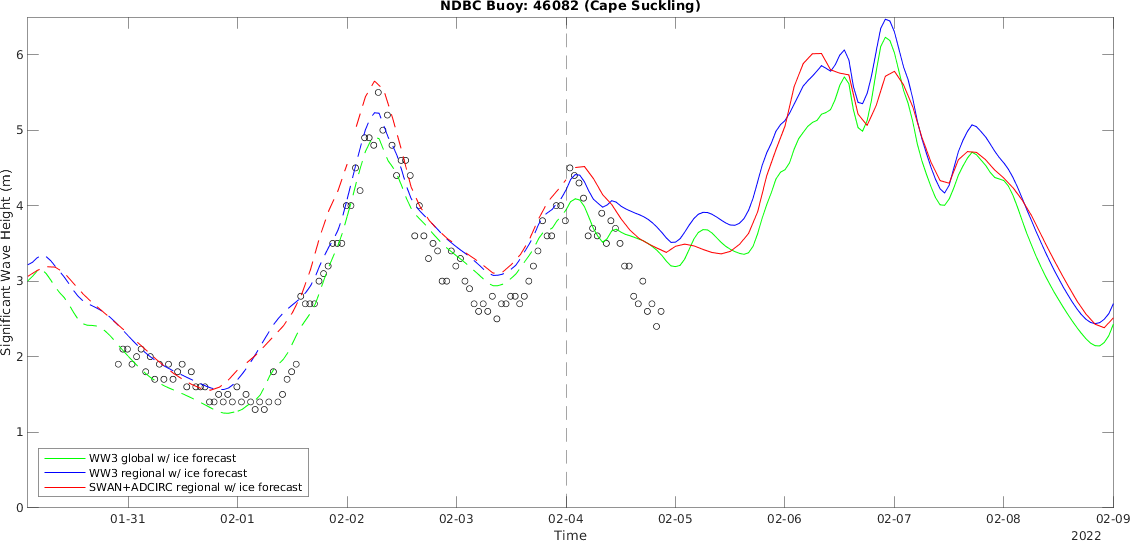 NDBC Buoy: 46082 (Cape Suckling)
Significant Wave Height (m)
6
5
4
3
2
1
0
WW3 global w/ ice forecast
WW3 regional w/ ice forecast
SWAN+ADCIRC regional w/ ice forecast
01-31 02-01 02-02 02-03 02-04 02-05 02-06 02-07 02-08 02-09
Time
2022